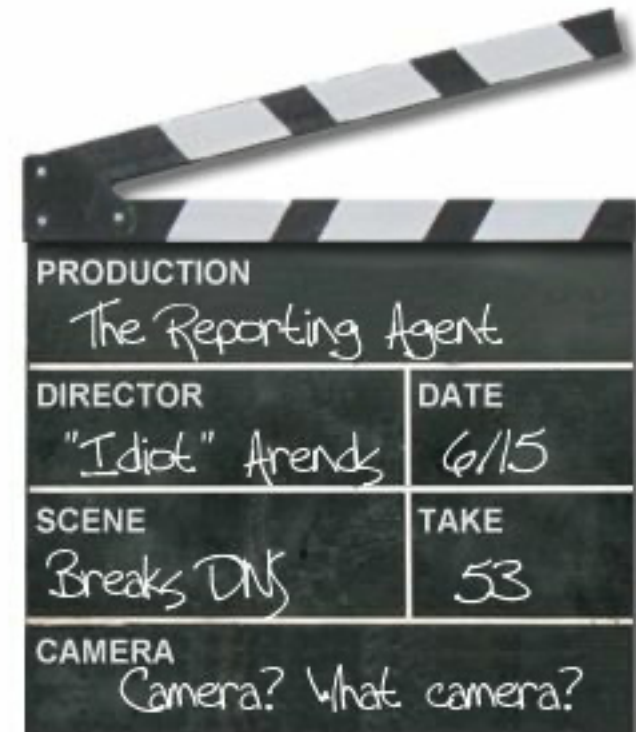 PRODUCTION
The Reporting Agent
DIRECTOR
"Idiot" Arends
DATE
6/15
SCENE
Breaks DNS
TAKE
53
CAMERA
Camera? What camera?